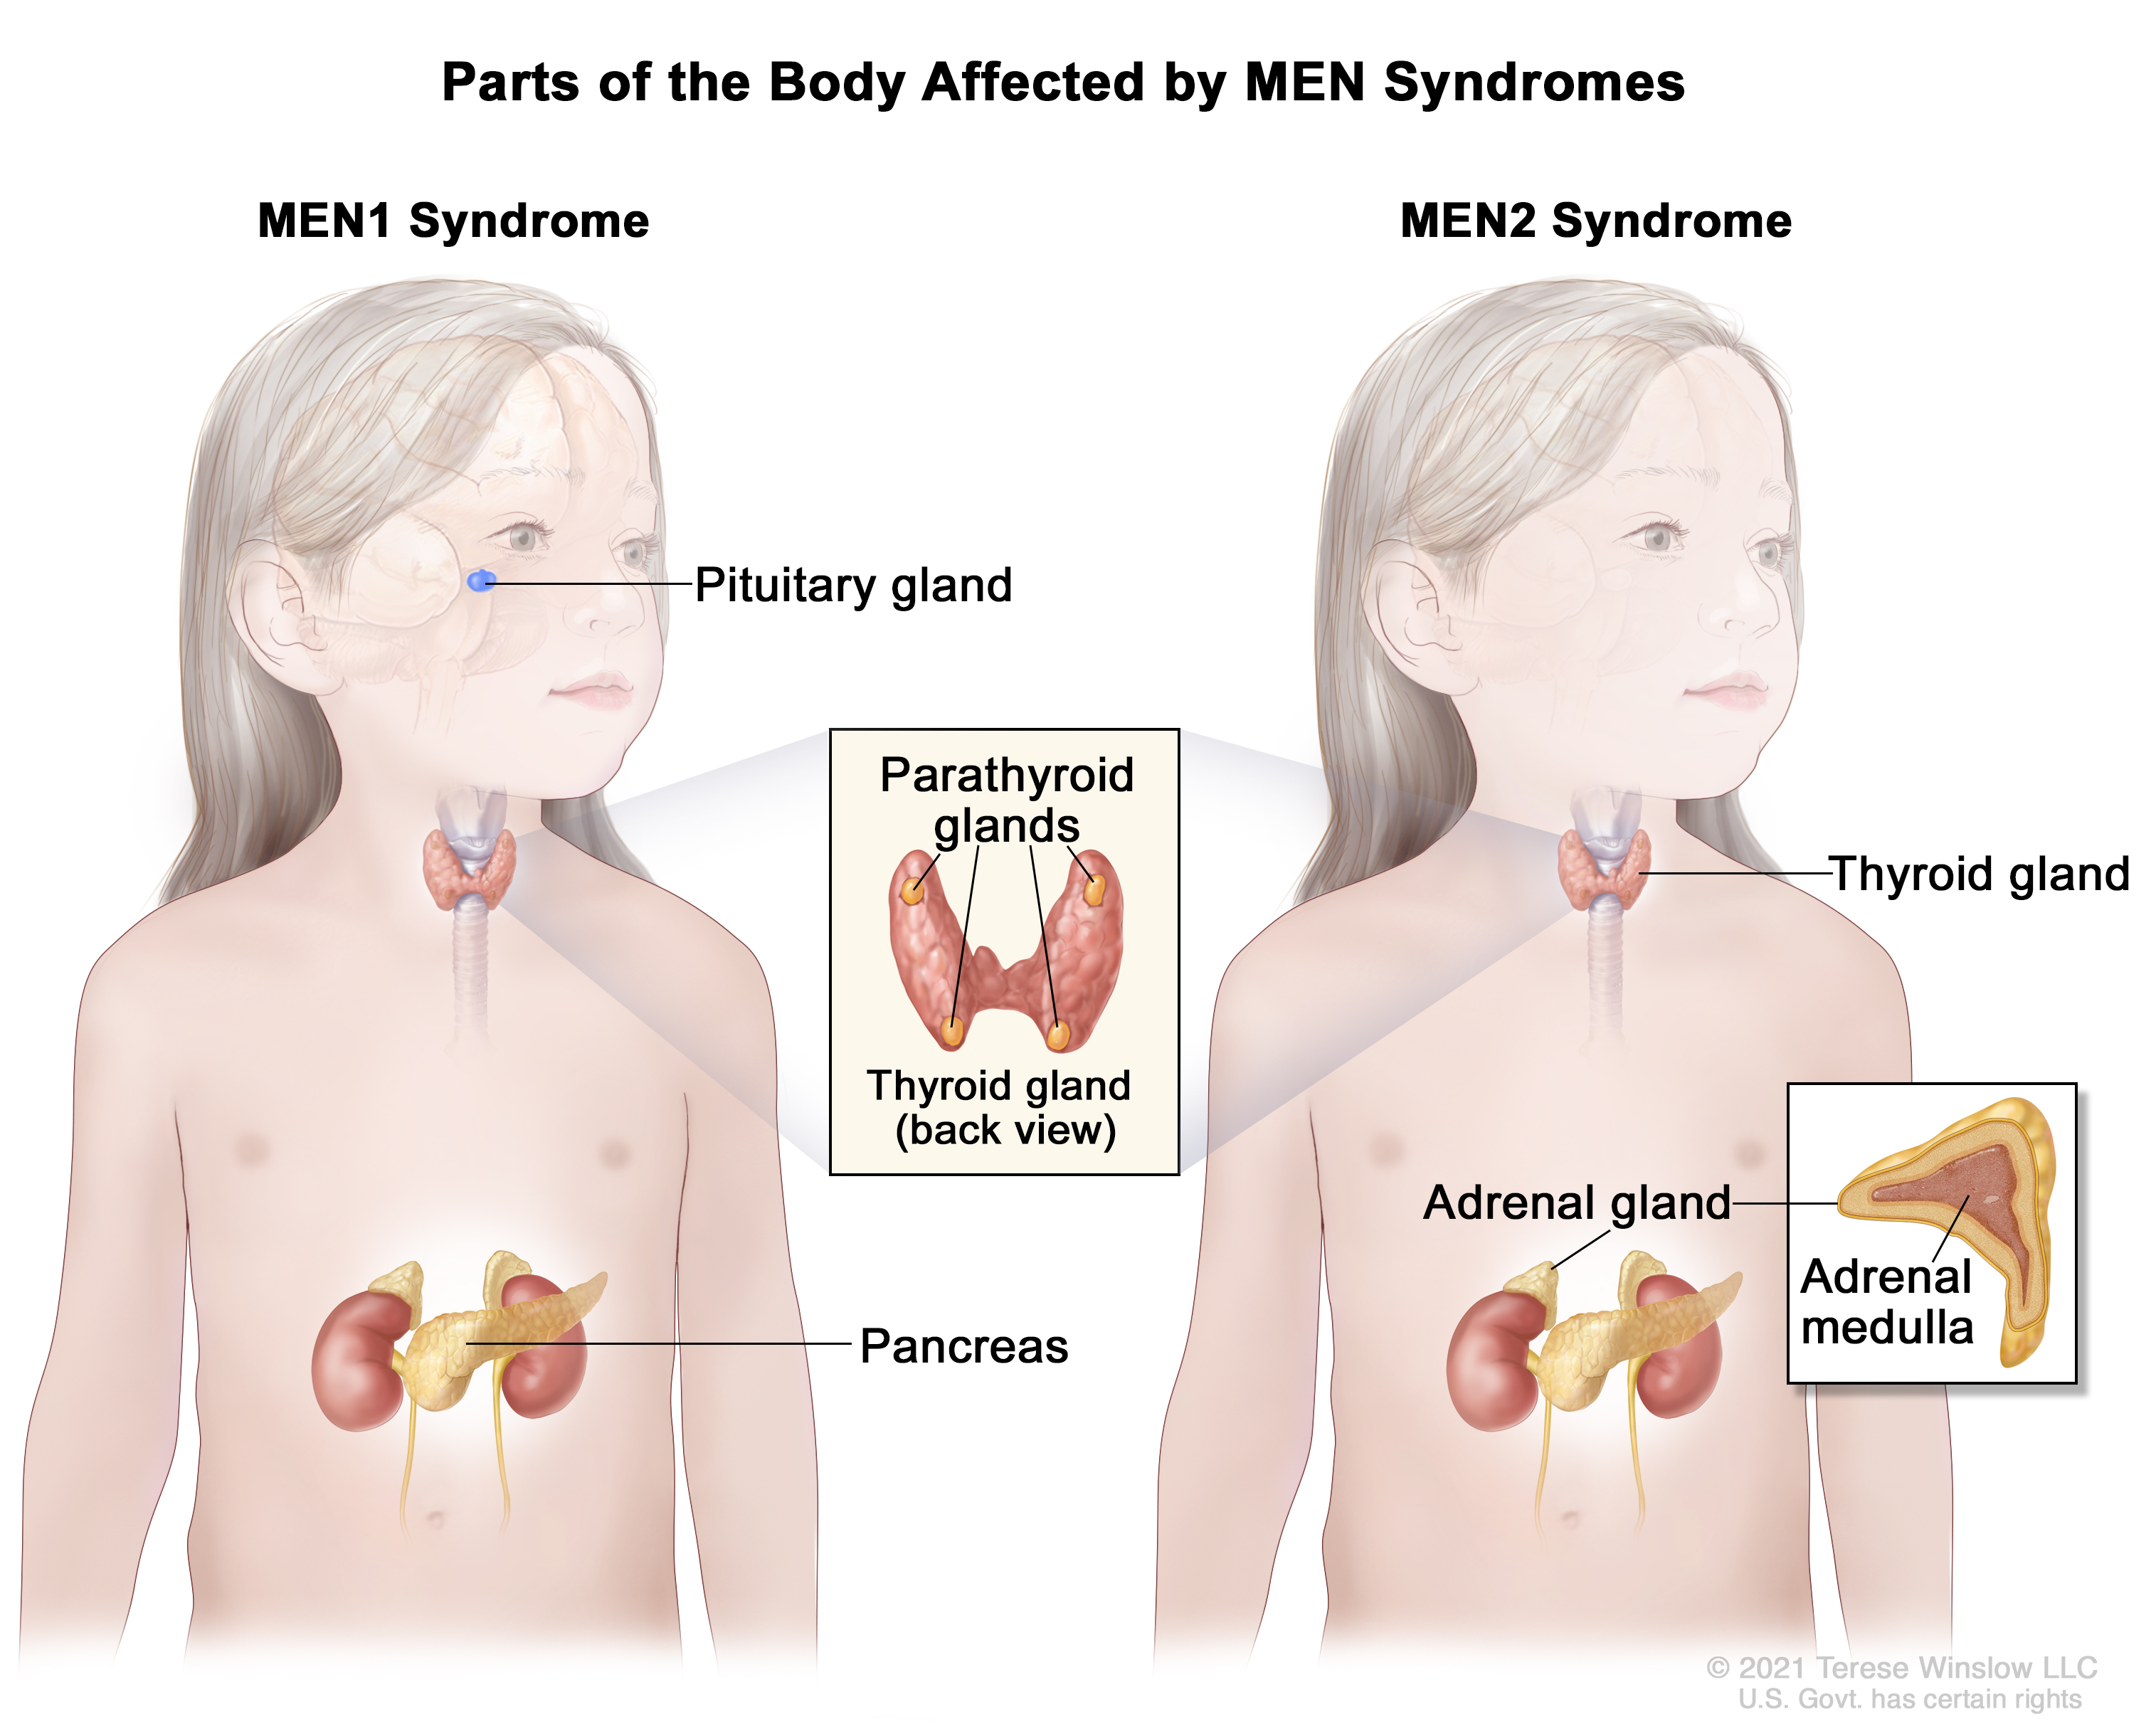 Parts of the Body Affected by MEN Syndromes
MEN1 Syndrome
MEN2 Syndrome
Pituitary gland
Parathyroid
glands
Thyroid gland
(back view)
Thyroid gland
Adrenal gland
Adrenal
medulla
Pancreas
© 2021 Terese Winslow LLC
U.S. Govt. has certain rights